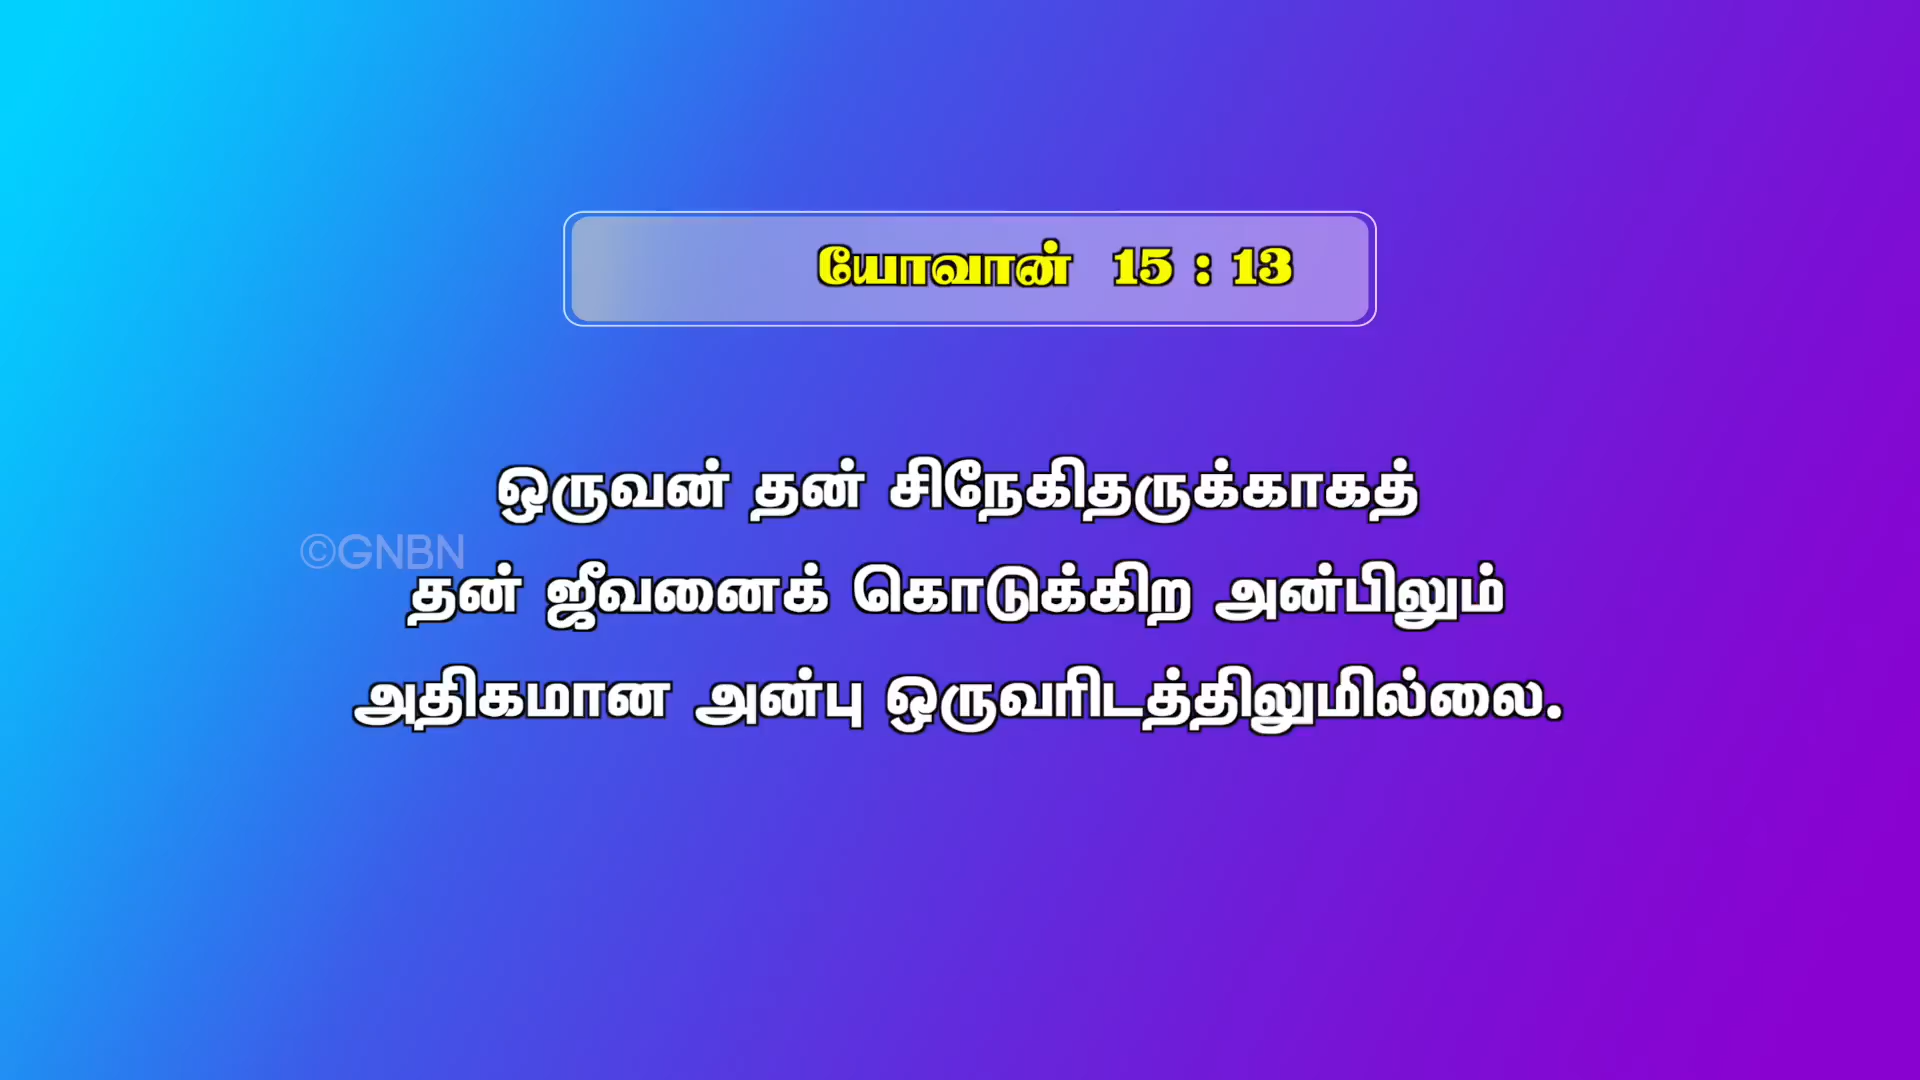 யோவான் 15 : 13
ஒருவன் தன் சிநேகிதருக்காகத்
©GNBN
தன் ஜீவனைக் கொடுக்கிற அன்பிலும்
அதிகமான அன்பு ஒருவரிடத்திலுமில்லை.